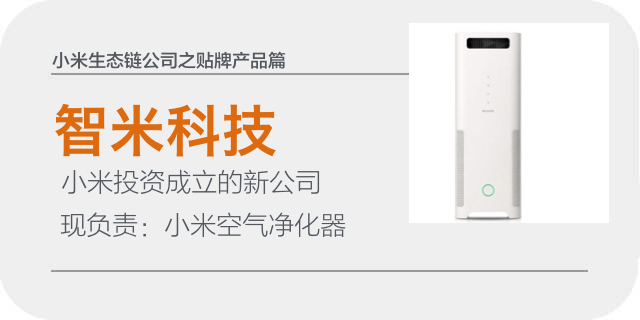 小米生态链公司之贴牌产品篇
智米科技
小米投资成立的新公司
现负责：小米空气净化器